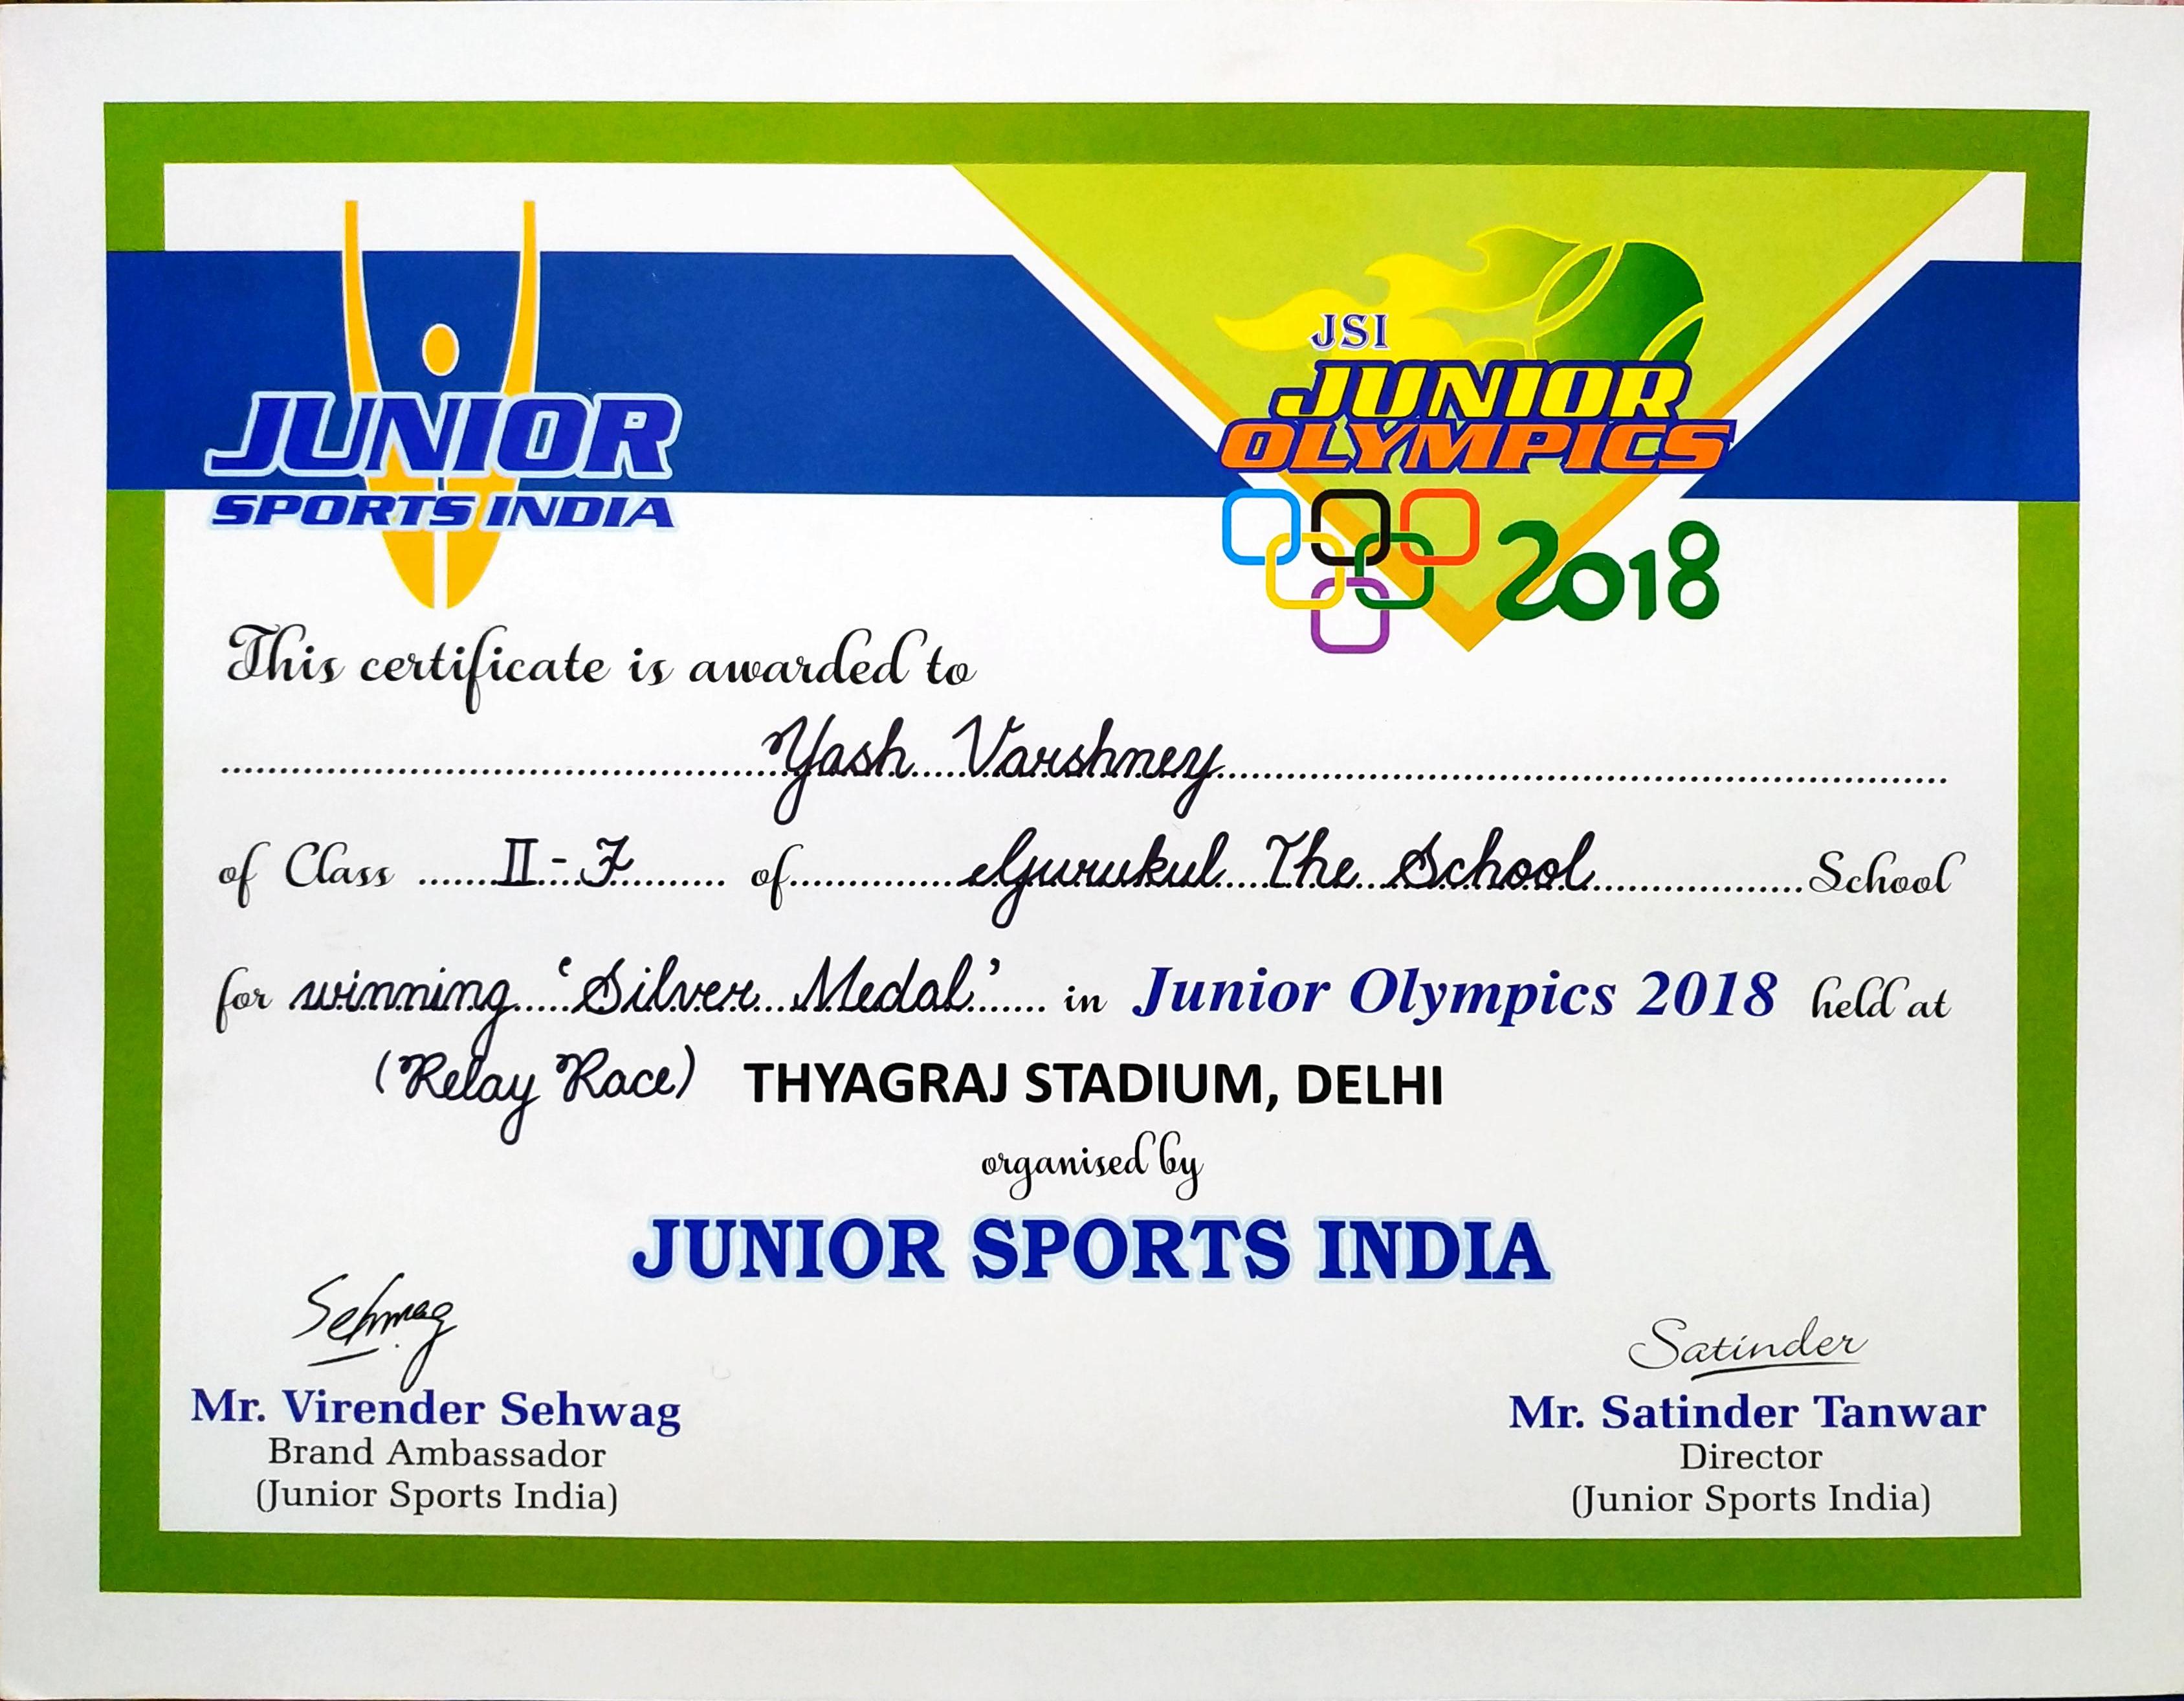 JUNIOR
SPORTS INDIA
JSI
JUNIOR
OLYMPICS
2018
This certificate is awarded to
Yash Varshney
of Class II - F of Gurukul The School School
for winning 'Silver Medal' in Junior Olympics 2018 held at
(Relay Race) THYAGRAJ STADIUM, DELHI
organised by
JUNIOR SPORTS INDIA
Sehwag
Mr. Virender Sehwag
Brand Ambassador
(Junior Sports India)
Satinder
Mr. Satinder Tanwar
Director
(Junior Sports India)